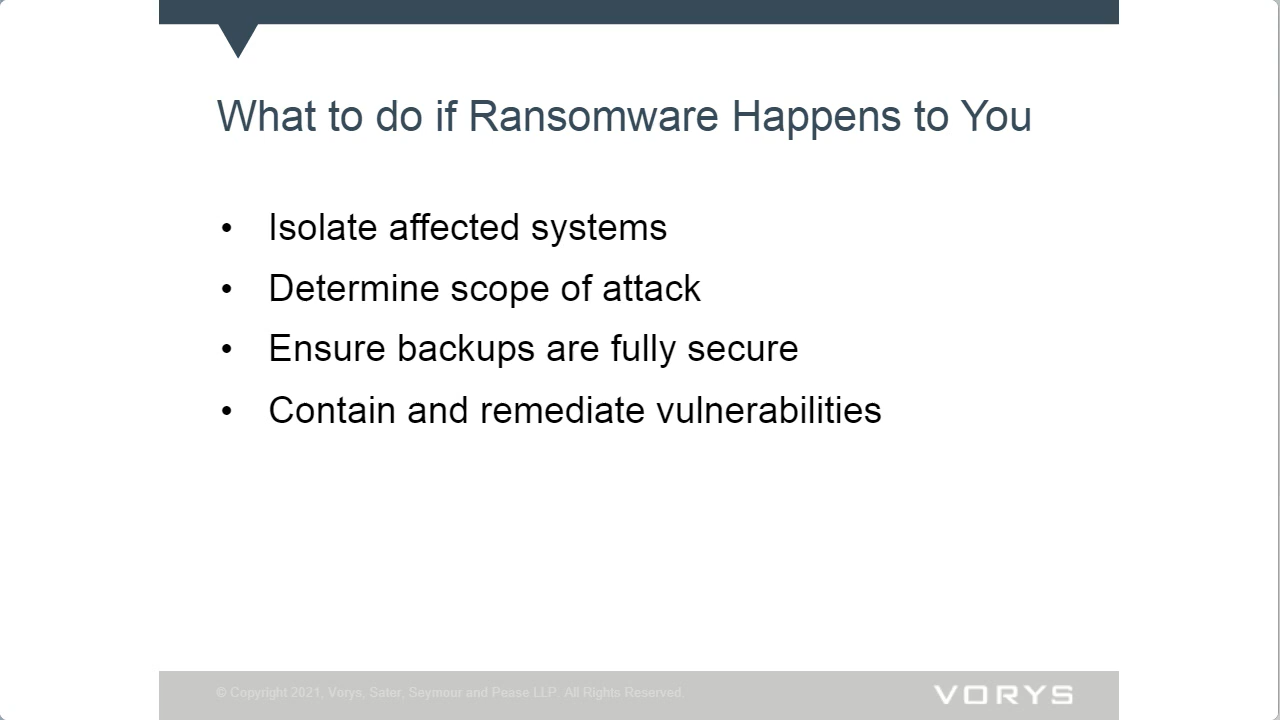 What to do if Ransomware Happens to You
• Isolate affected systems
• Determine scope of attack
• Ensure backups are fully secure
• Contain and remediate vulnerabilities
© Copyright 2021, Vorys, Sater, Seymour and Pease LLP. All Rights Reserved.
VORYS